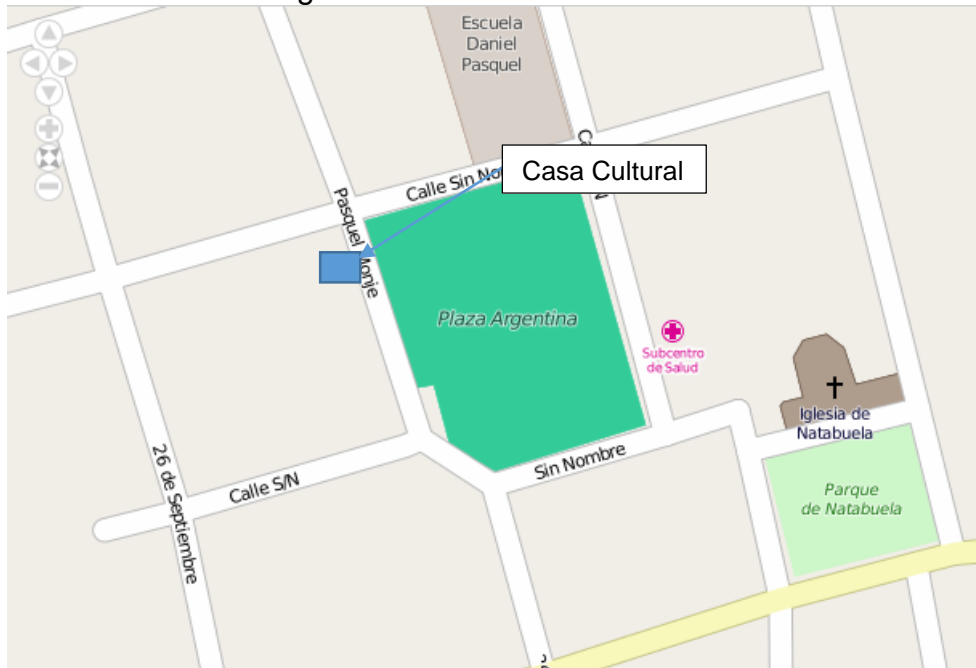 Escuela
Daniel
Pasquel
Casa Cultural
Calle Sin No
Pasquel Monje
Plaza Argentina
Subcentro
de Salud
Iglesia de
Natabuela
Sin Nombre
Calle S/N
26 de Septiembre
Parque
de Natabuela